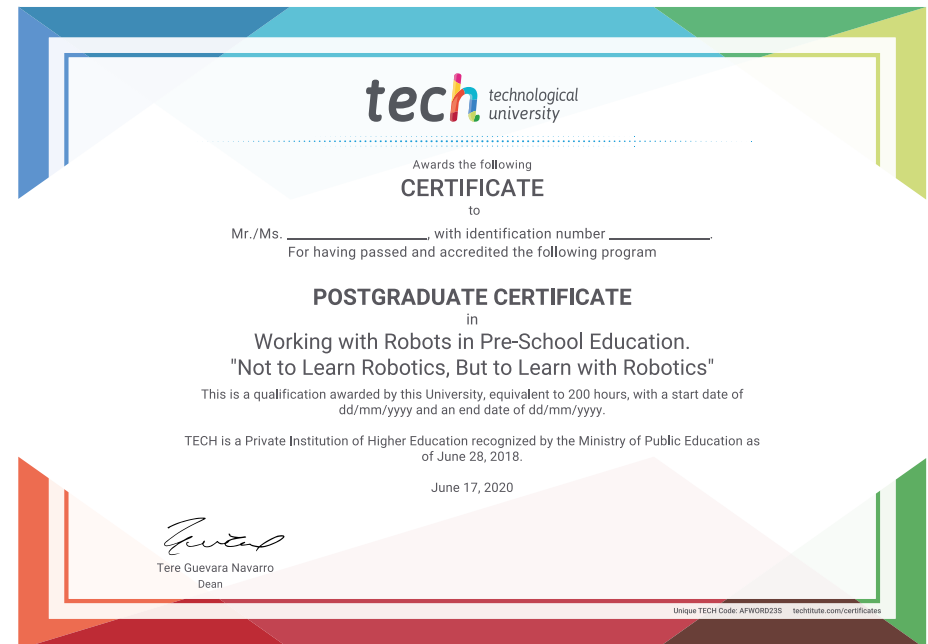 tech technological
university
Awards the following
CERTIFICATE
to
Mr./Ms. ____________________, with identification number ______________.
For having passed and accredited the following program
POSTGRADUATE CERTIFICATE
in
Working with Robots in Pre-School Education.
"Not to Learn Robotics, But to Learn with Robotics"
This is a qualification awarded by this University, equivalent to 200 hours, with a start date of
dd/mm/yyyy and an end date of dd/mm/yyyy.
TECH is a Private Institution of Higher Education recognized by the Ministry of Public Education as
of June 28, 2018.
June 17, 2020
Tere Guevara Navarro
Dean
Unique TECH Code: AFWORD23S techtitute.com/certificates